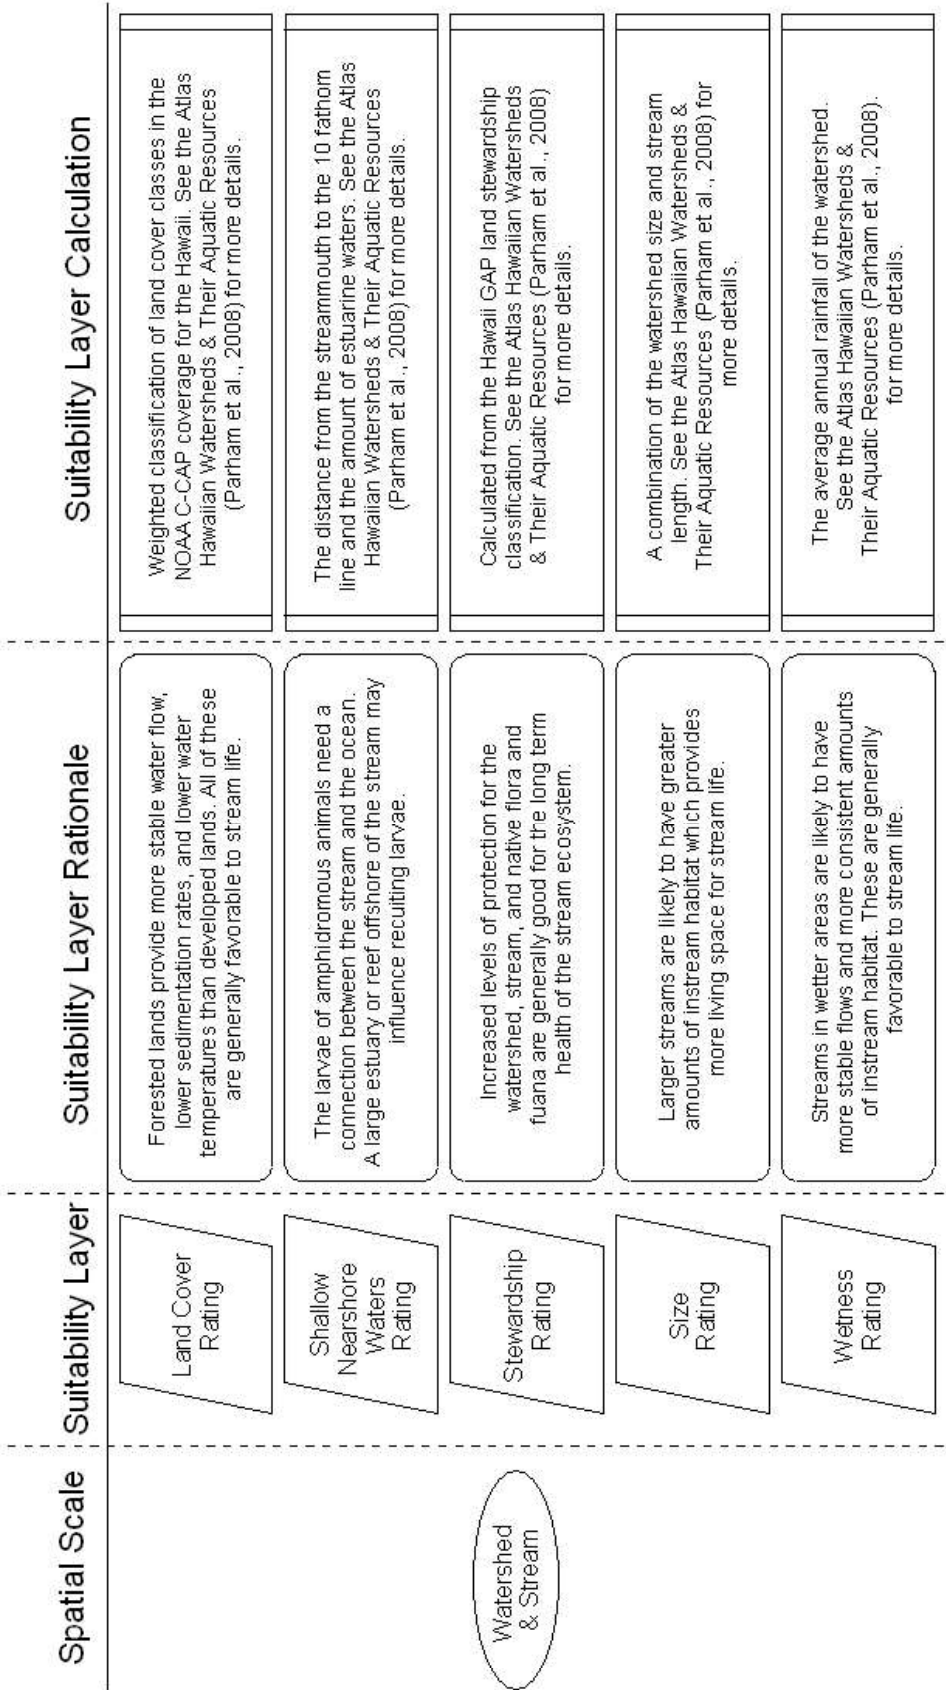 Spatial Scale
Suitability Layer
Suitability Layer Rationale
Suitability Layer Calculation
Watershed
& Stream
Land Cover
Rating
Forested lands provide more stable water flow,
lower sedimentation rates, and lower water
temperatures than developed lands. All of these
are generally favorable to stream life.
Weighted classification of land cover classes in the
NOAA C-CAP coverage for the Hawaii. See the Atlas
Hawaiian Watersheds & Their Aquatic Resources
(Parham et al., 2008) for more details.
Shallow
Nearshore
Waters
Rating
The larvae of amphidromous animals need a
connection between the stream and the ocean.
A large estuary or reef offshore of the stream may
influence recuiting larvae.
The distance from the streammouth to the 10 fathom
line and the amount of estuarine waters. See the Atlas
Hawaiian Watersheds & Their Aquatic Resources
(Parham et al., 2008) for more details.
Stewardship
Rating
Increased levels of protection for the
watershed, stream, and native flora and
fuana are generally good for the long term
health of the stream ecosystem.
Calculated from the Hawaii GAP land stewardship
classification. See the Atlas Hawaiian Watersheds
& Their Aquatic Resources (Parham et al., 2008)
for more details.
Size
Rating
Larger streams are likely to have greater
amounts of instream habitat which provides
more living space for stream life.
A combination of the watershed size and stream
length. See the Atlas Hawaiian Watersheds &
Their Aquatic Resources (Parham et al., 2008) for
more details.
Wetness
Rating
Streams in wetter areas are likely to have
more stable flows and more consistent amounts
of instream habitat. These are generally
favorable to stream life.
The average annual rainfall of the watershed.
See the Atlas Hawaiian Watersheds &
Their Aquatic Resources (Parham et al., 2008).
for more details.